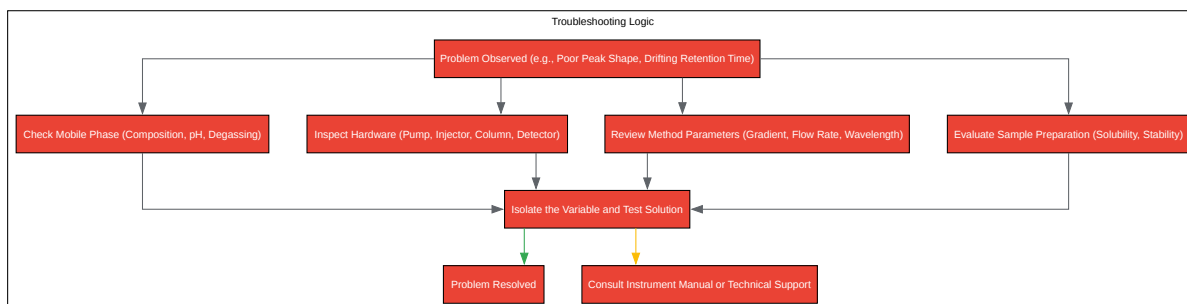 Troubleshooting Logic
Problem Observed (e.g., Poor Peak Shape, Drifting Retention Time)
Check Mobile Phase (Composition, pH, Degassing)
Inspect Hardware (Pump, Injector, Column, Detector)
Review Method Parameters (Gradient, Flow Rate, Wavelength)
Evaluate Sample Preparation (Solubility, Stability)
Isolate the Variable and Test Solution
Problem Resolved
Consult Instrument Manual or Technical Support